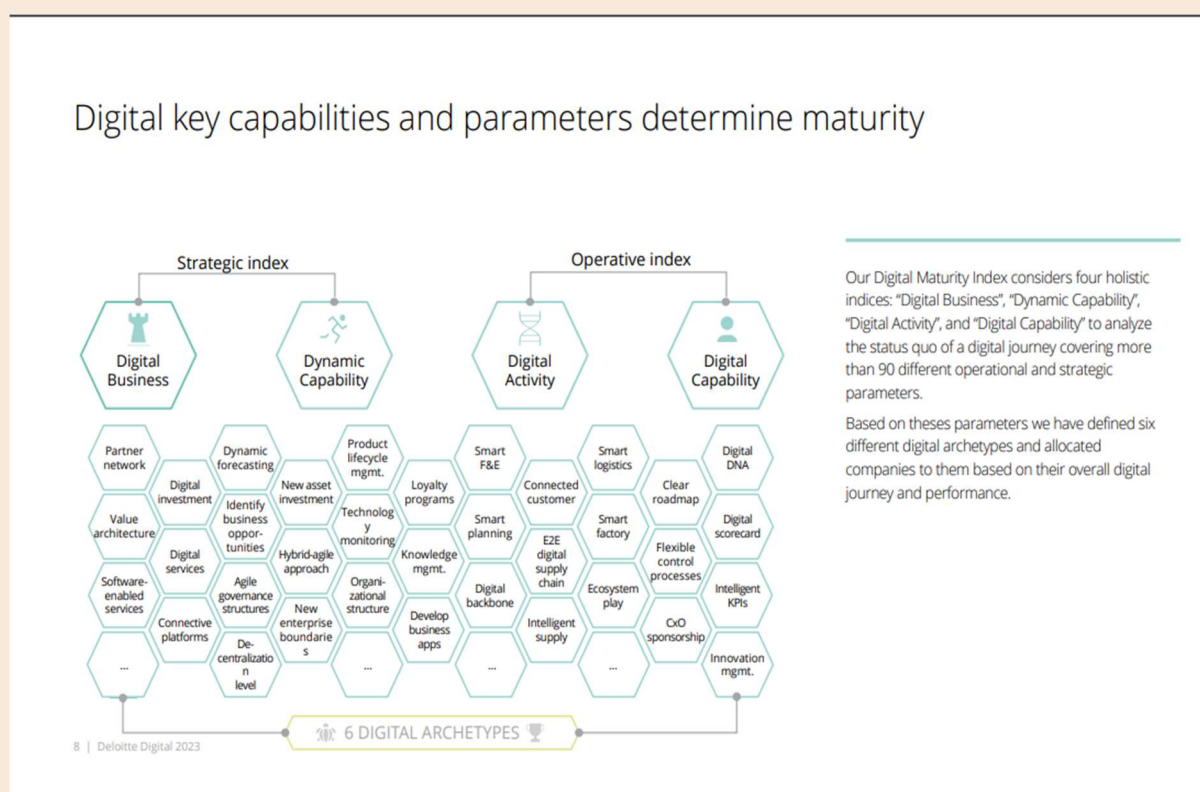 Digital key capabilities and parameters determine maturity
Strategic index
Operative index
Digital
Business
Dynamic
Capability
Digital
Activity
Digital
Capability
Partner
network
Value
architecture
Software-
enabled
services
...
Digital
investment
Digital
services
Connective
platforms
Dynamic
forecasting
Identify
business
oppor-
tunities
Agile
governance
structures
De-
centralizatio
n
level
New asset
investment
Hybrid-agile
approach
New
enterprise
boundarie
s
Product
lifecycle
mgmt.
Technolog
y
monitoring
Organi-
zational
structure
...
Loyalty
programs
Knowledge
mgmt.
Develop
business
apps
Smart
F&E
Smart
planning
Digital
backbone
...
Connected
customer
E2E
digital
supply
chain
Intelligent
supply
Smart
logistics
Smart
factory
Ecosystem
play
...
Clear
roadmap
Flexible
control
processes
CxO
sponsorship
Digital
DNA
Digital
scorecard
Intelligent
KPIs
Innovation
mgmt.
6 DIGITAL ARCHETYPES
Our Digital Maturity Index considers four holistic
indices: “Digital Business”, “Dynamic Capability”,
“Digital Activity”, and “Digital Capability” to analyze
the status quo of a digital journey covering more
than 90 different operational and strategic
parameters.
Based on theses parameters we have defined six
different digital archetypes and allocated
companies to them based on their overall digital
journey and performance.
8 | Deloitte Digital 2023